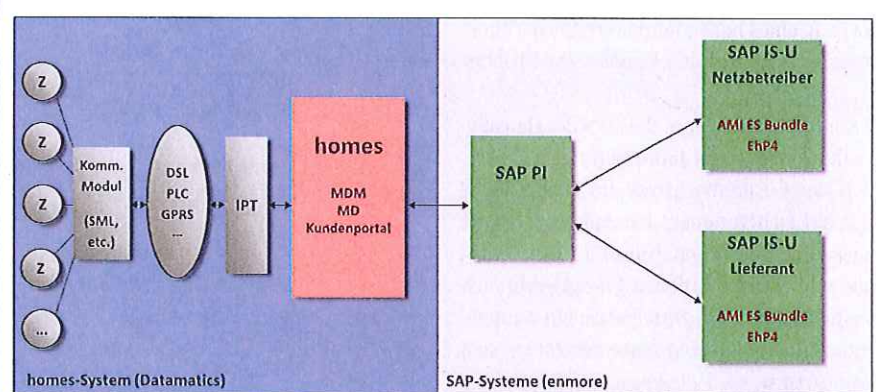 Z
Z
Z
Z
...
Komm.
Modul
(SML,
etc.)
DSL
PLC
GPRS
...
IPT
homes
MDM
MD
Kundenportal
homes-System (Datamatics)
SAP PI
SAP IS-U
Netzbetreiber
AMI ES Bundle
EhP4
SAP IS-U
Lieferant
AMI ES Bundle
EhP4
SAP-Systeme (enmore)